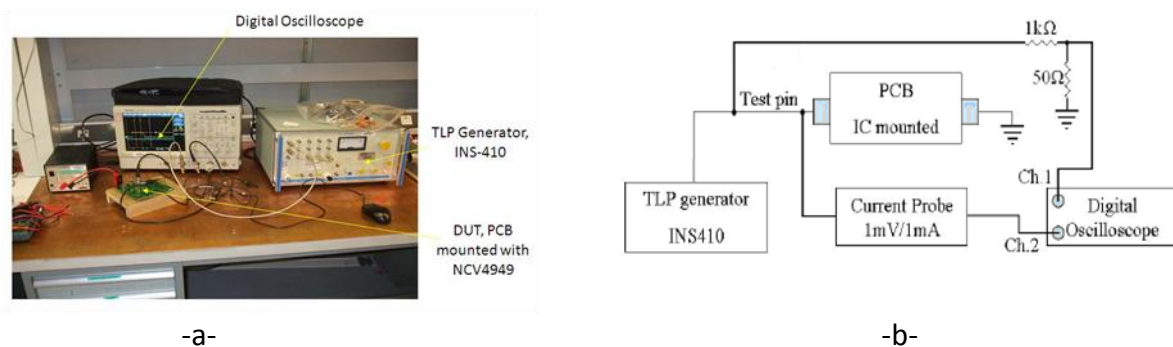 Digital Oscilloscope
TLP Generator,
INS-410
DUT, PCB
mounted with
NCV4949
-a-
1kΩ
50Ω
Test pin
PCB
IC mounted
TLP generator
INS410
Current Probe
1mV/1mA
Ch.1
Ch.2
Digital
Oscilloscope
-b-